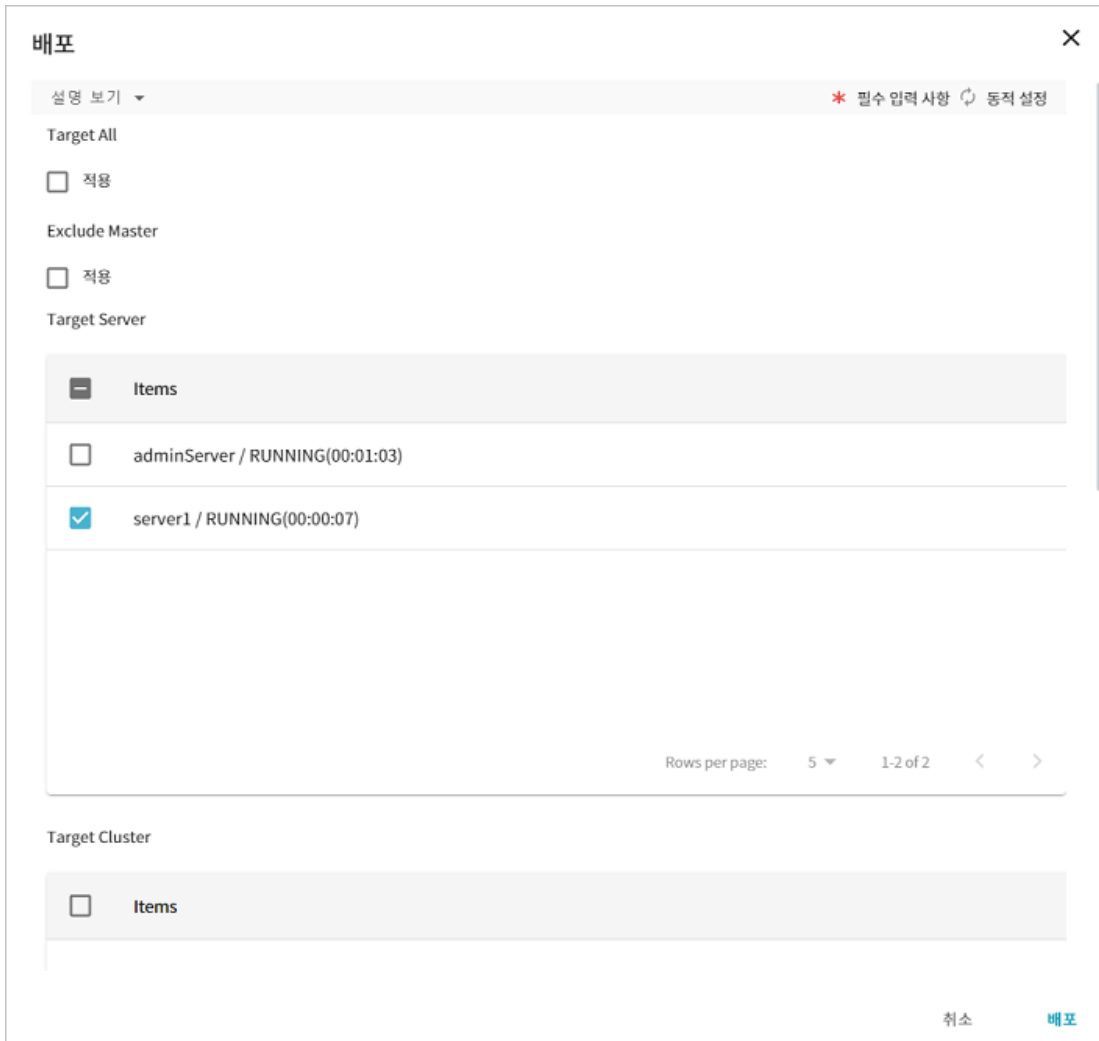 배포
설명 보기
* 필수 입력 사항 동적 설정
Target All
적용
Exclude Master
적용
Target Server
Items
adminServer / RUNNING(00:01:03)
server1 / RUNNING(00:00:07)
Rows per page: 5 1-2 of 2
Target Cluster
Items
취소 배포